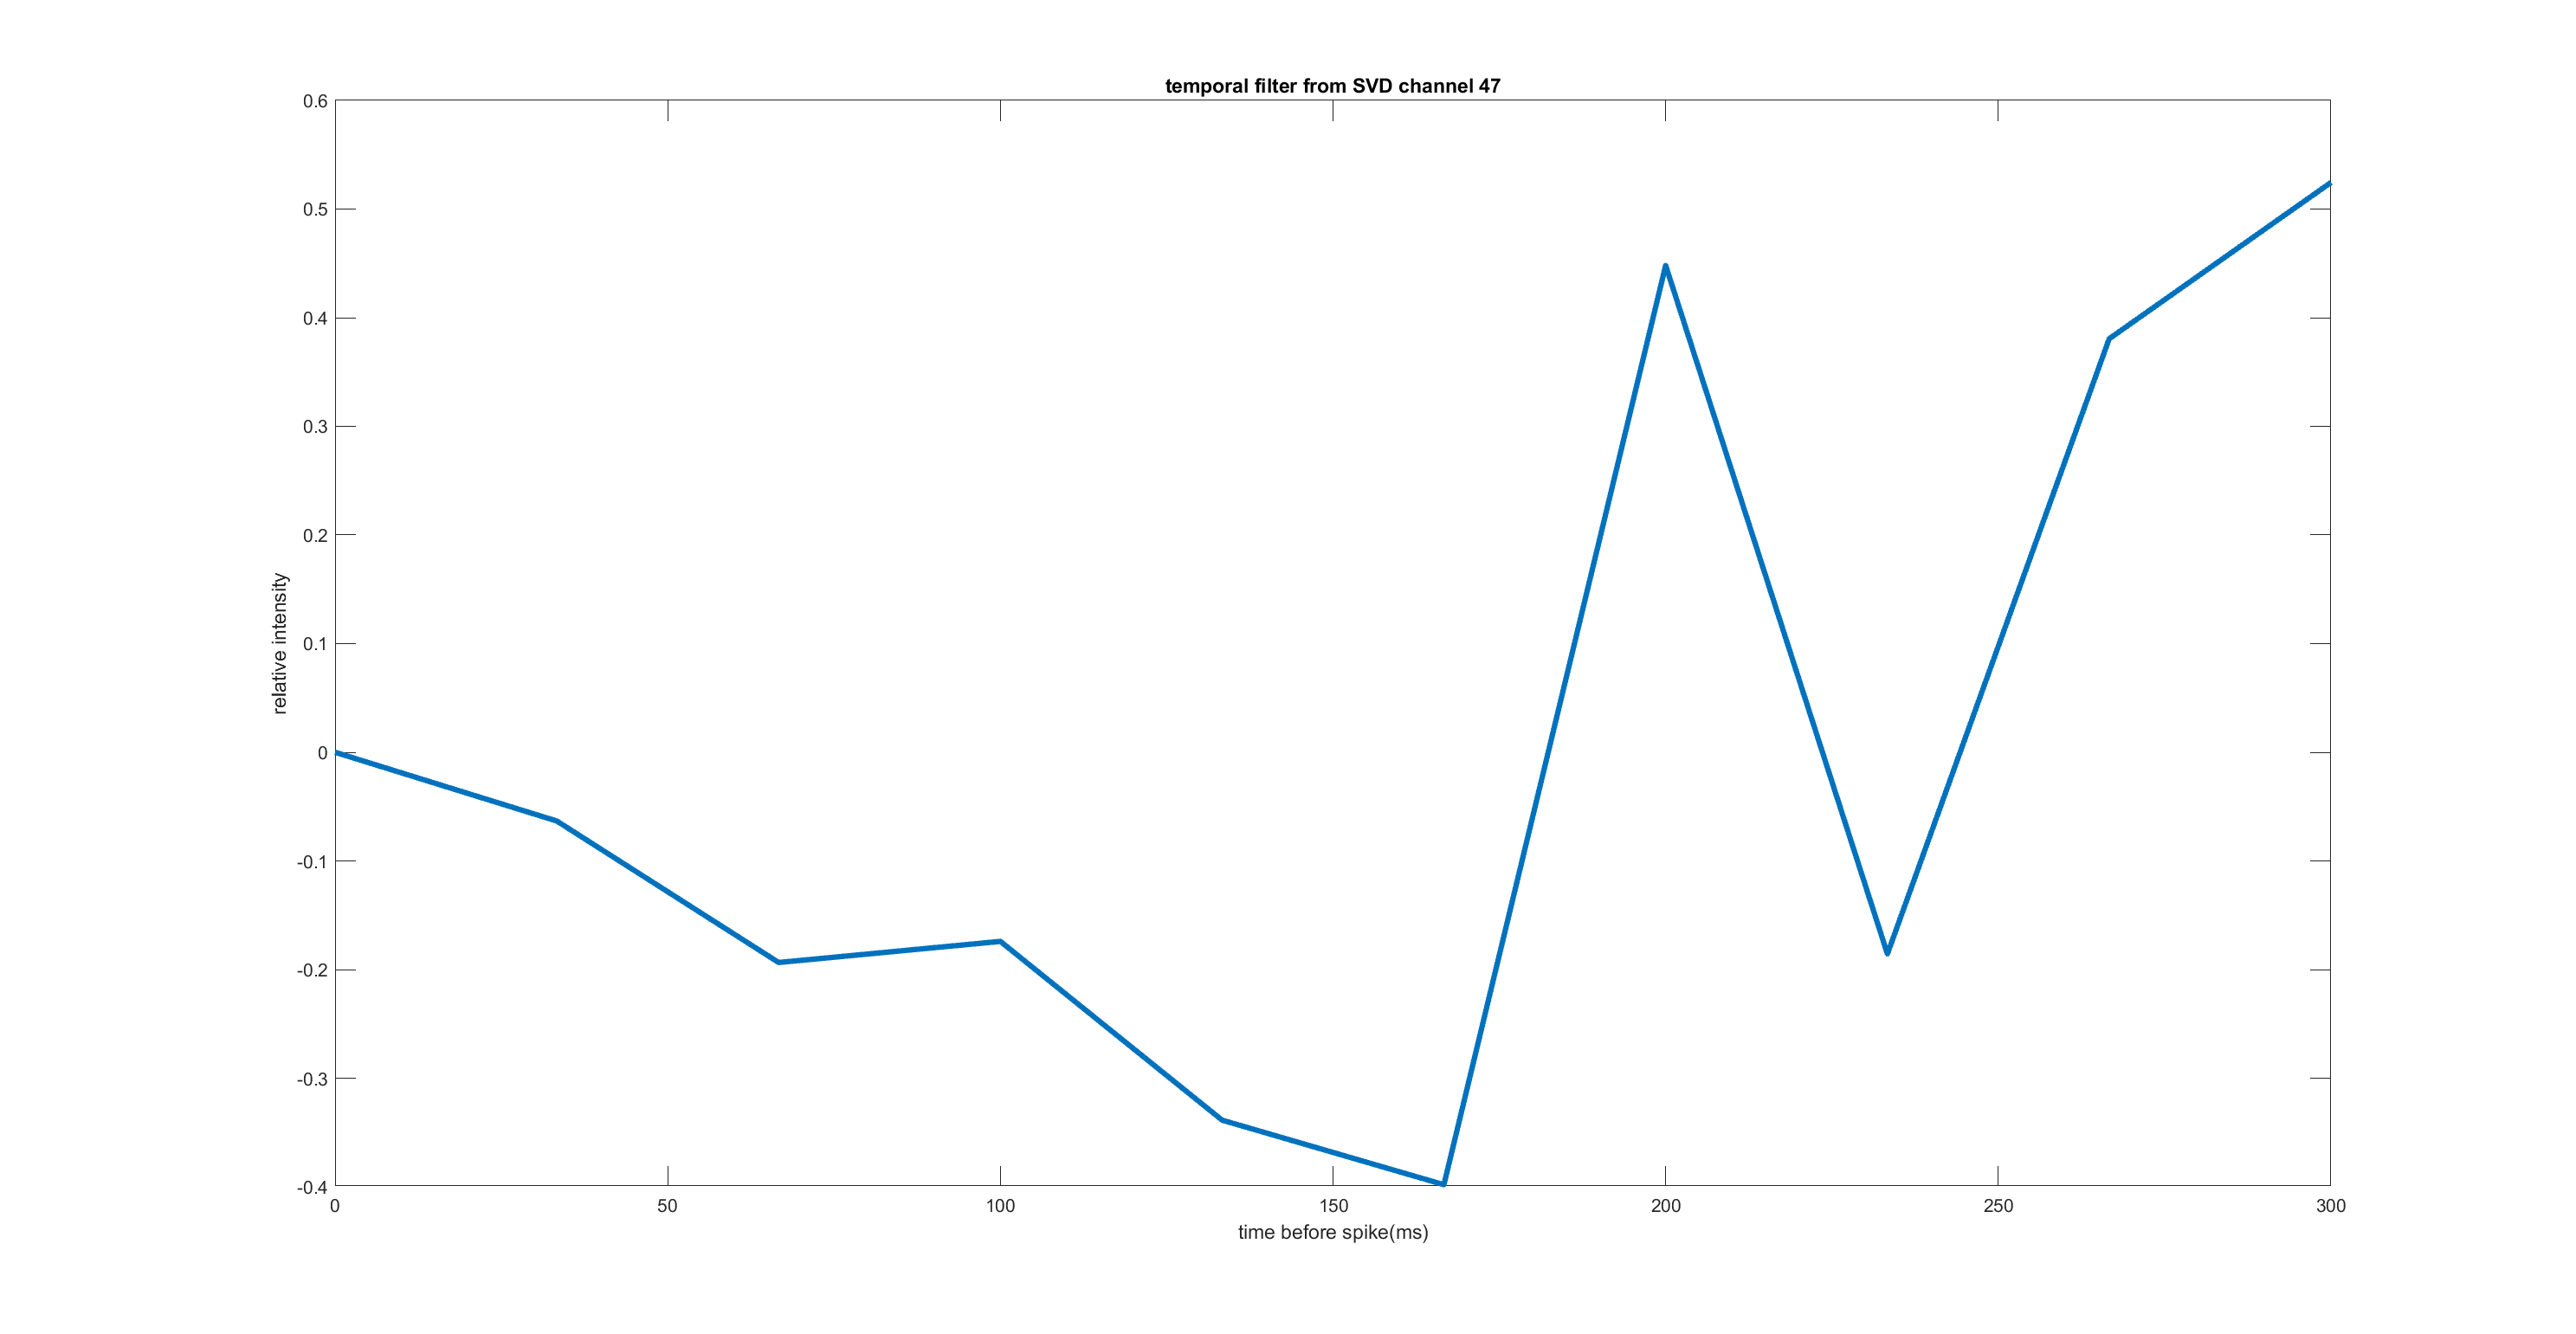 temporal filter from SVD channel 47
0.6
0.5
0.4
0.3
0.2
0.1
0
-0.1
-0.2
-0.3
-0.4
relative intensity
0 50 100 150 200 250 300
time before spike(ms)